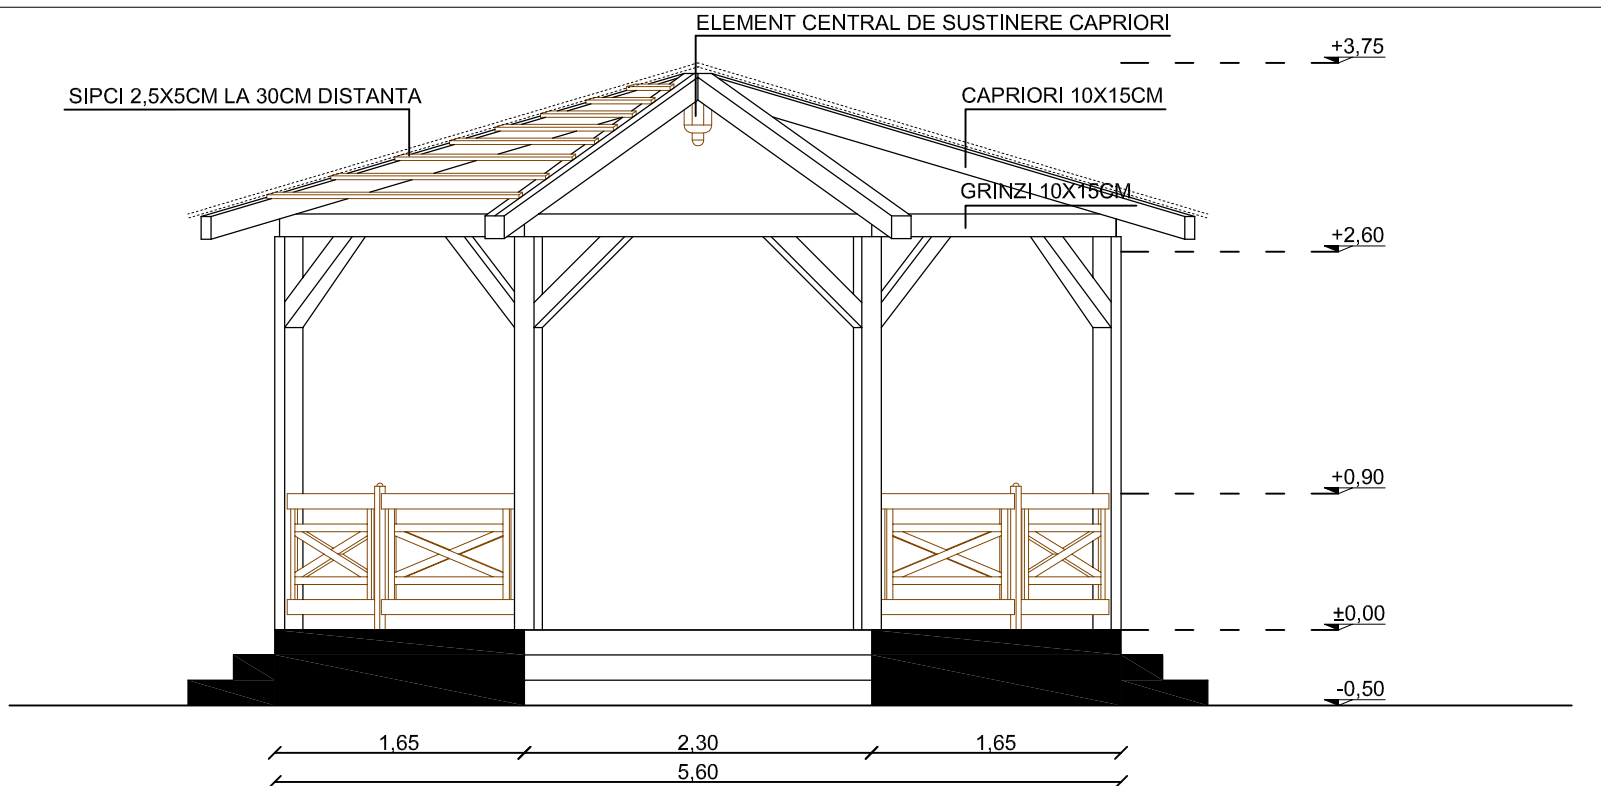 ELEMENT CENTRAL DE SUSTINERE CAPRIORI
+3,75
SIPCI 2,5X5CM LA 30CM DISTANTA
CAPRIORI 10X15CM
GRINZI 10X15CM
+2,60
+0,90
±0,00
-0,50
1,65
2,30
1,65
5,60